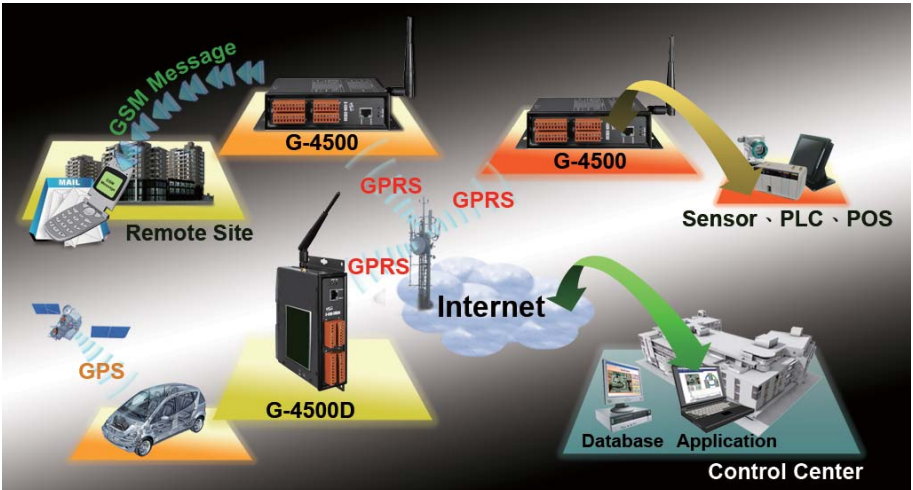 GSM Message
G-4500
G-4500
MAIL
Remote Site
GPRS
GPRS
Sensor、PLC、POS
GPRS
Internet
GPS
G-4500D
Database
Application
Control Center